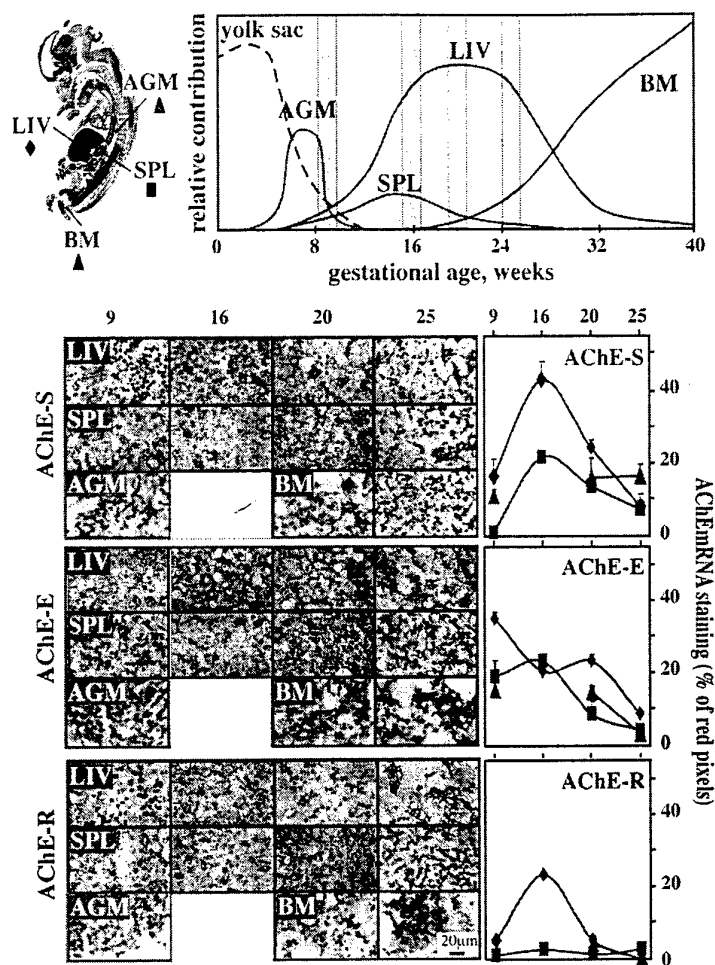 yolk sac
AGM
LIV
SPL
BM
relative contribution
AGM
LIV
SPL
BM
0 8 16 24 32 40
gestational age, weeks
9 16 20 25
9 16 20 25
AChE-S
LIV
SPL
AGM BM
AChE-S
40
20
0
AChE-E
LIV
SPL
AGM BM
AChE-E
40
20
0
AChE-R
LIV
SPL
AGM BM
20µm
AChE-R
40
20
0
AChEmRNA staining (% of red pixels)